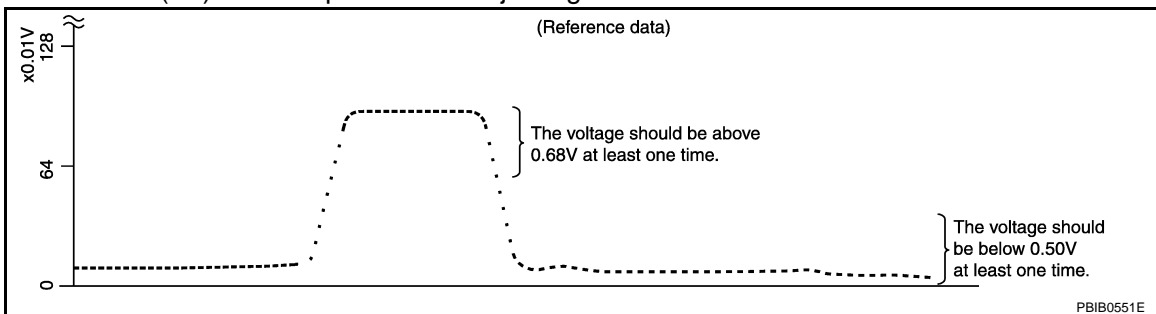 (Reference data)
x0.01V
128
64
0
The voltage should be above
0.68V at least one time.
The voltage should
be below 0.50V
at least one time.
PBIB0551E